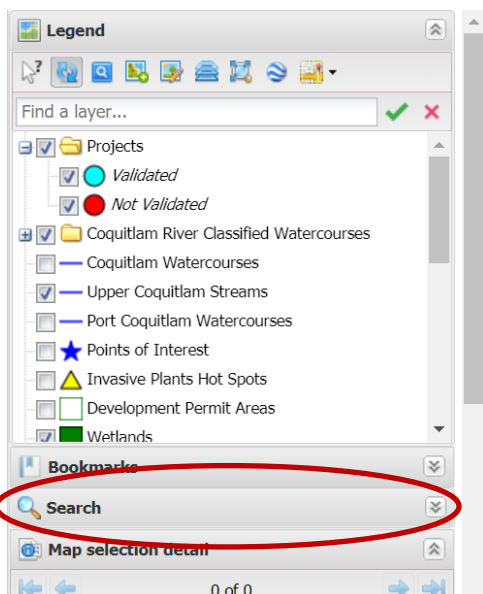 Legend
Find a layer...
Projects
Validated
Not Validated
Coquitlam River Classified Watercourses
Coquitlam Watercourses
Upper Coquitlam Streams
Port Coquitlam Watercourses
Points of Interest
Invasive Plants Hot Spots
Development Permit Areas
Wetlands
Bookmarks
Search
Map selection detail
0 of 0